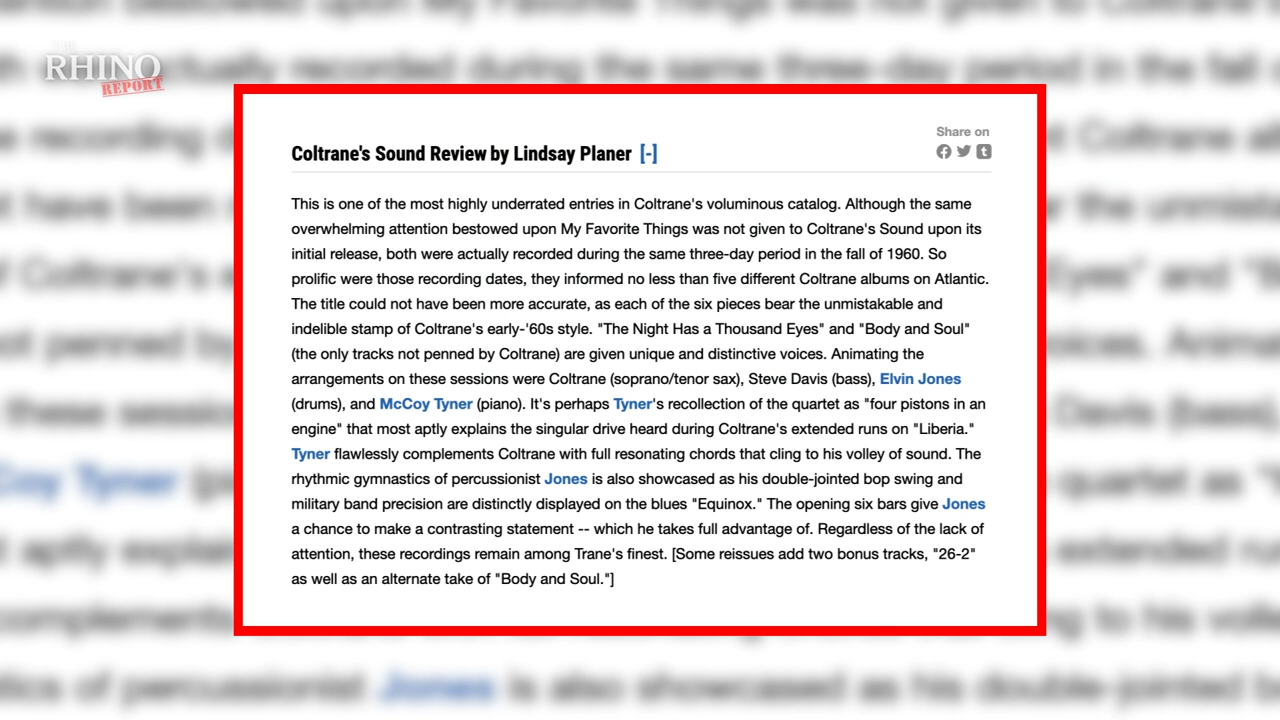 THE
RHINO
REPORT
Share on
Coltrane's Sound Review by Lindsay Planer [-]
This is one of the most highly underrated entries in Coltrane's voluminous catalog. Although the same
overwhelming attention bestowed upon My Favorite Things was not given to Coltrane's Sound upon its
initial release, both were actually recorded during the same three-day period in the fall of 1960. So
prolific were those recording dates, they informed no less than five different Coltrane albums on Atlantic.
The title could not have been more accurate, as each of the six pieces bear the unmistakable and
indelible stamp of Coltrane's early-'60s style. "The Night Has a Thousand Eyes" and "Body and Soul"
(the only tracks not penned by Coltrane) are given unique and distinctive voices. Animating the
arrangements on these sessions were Coltrane (soprano/tenor sax), Steve Davis (bass), Elvin Jones
(drums), and McCoy Tyner (piano). It's perhaps Tyner's recollection of the quartet as "four pistons in an
engine" that most aptly explains the singular drive heard during Coltrane's extended runs on "Liberia."
Tyner flawlessly complements Coltrane with full resonating chords that cling to his volley of sound. The
rhythmic gymnastics of percussionist Jones is also showcased as his double-jointed bop swing and
military band precision are distinctly displayed on the blues "Equinox." The opening six bars give Jones
a chance to make a contrasting statement -- which he takes full advantage of. Regardless of the lack of
attention, these recordings remain among Trane's finest. [Some reissues add two bonus tracks, "26-2"
as well as an alternate take of "Body and Soul."]